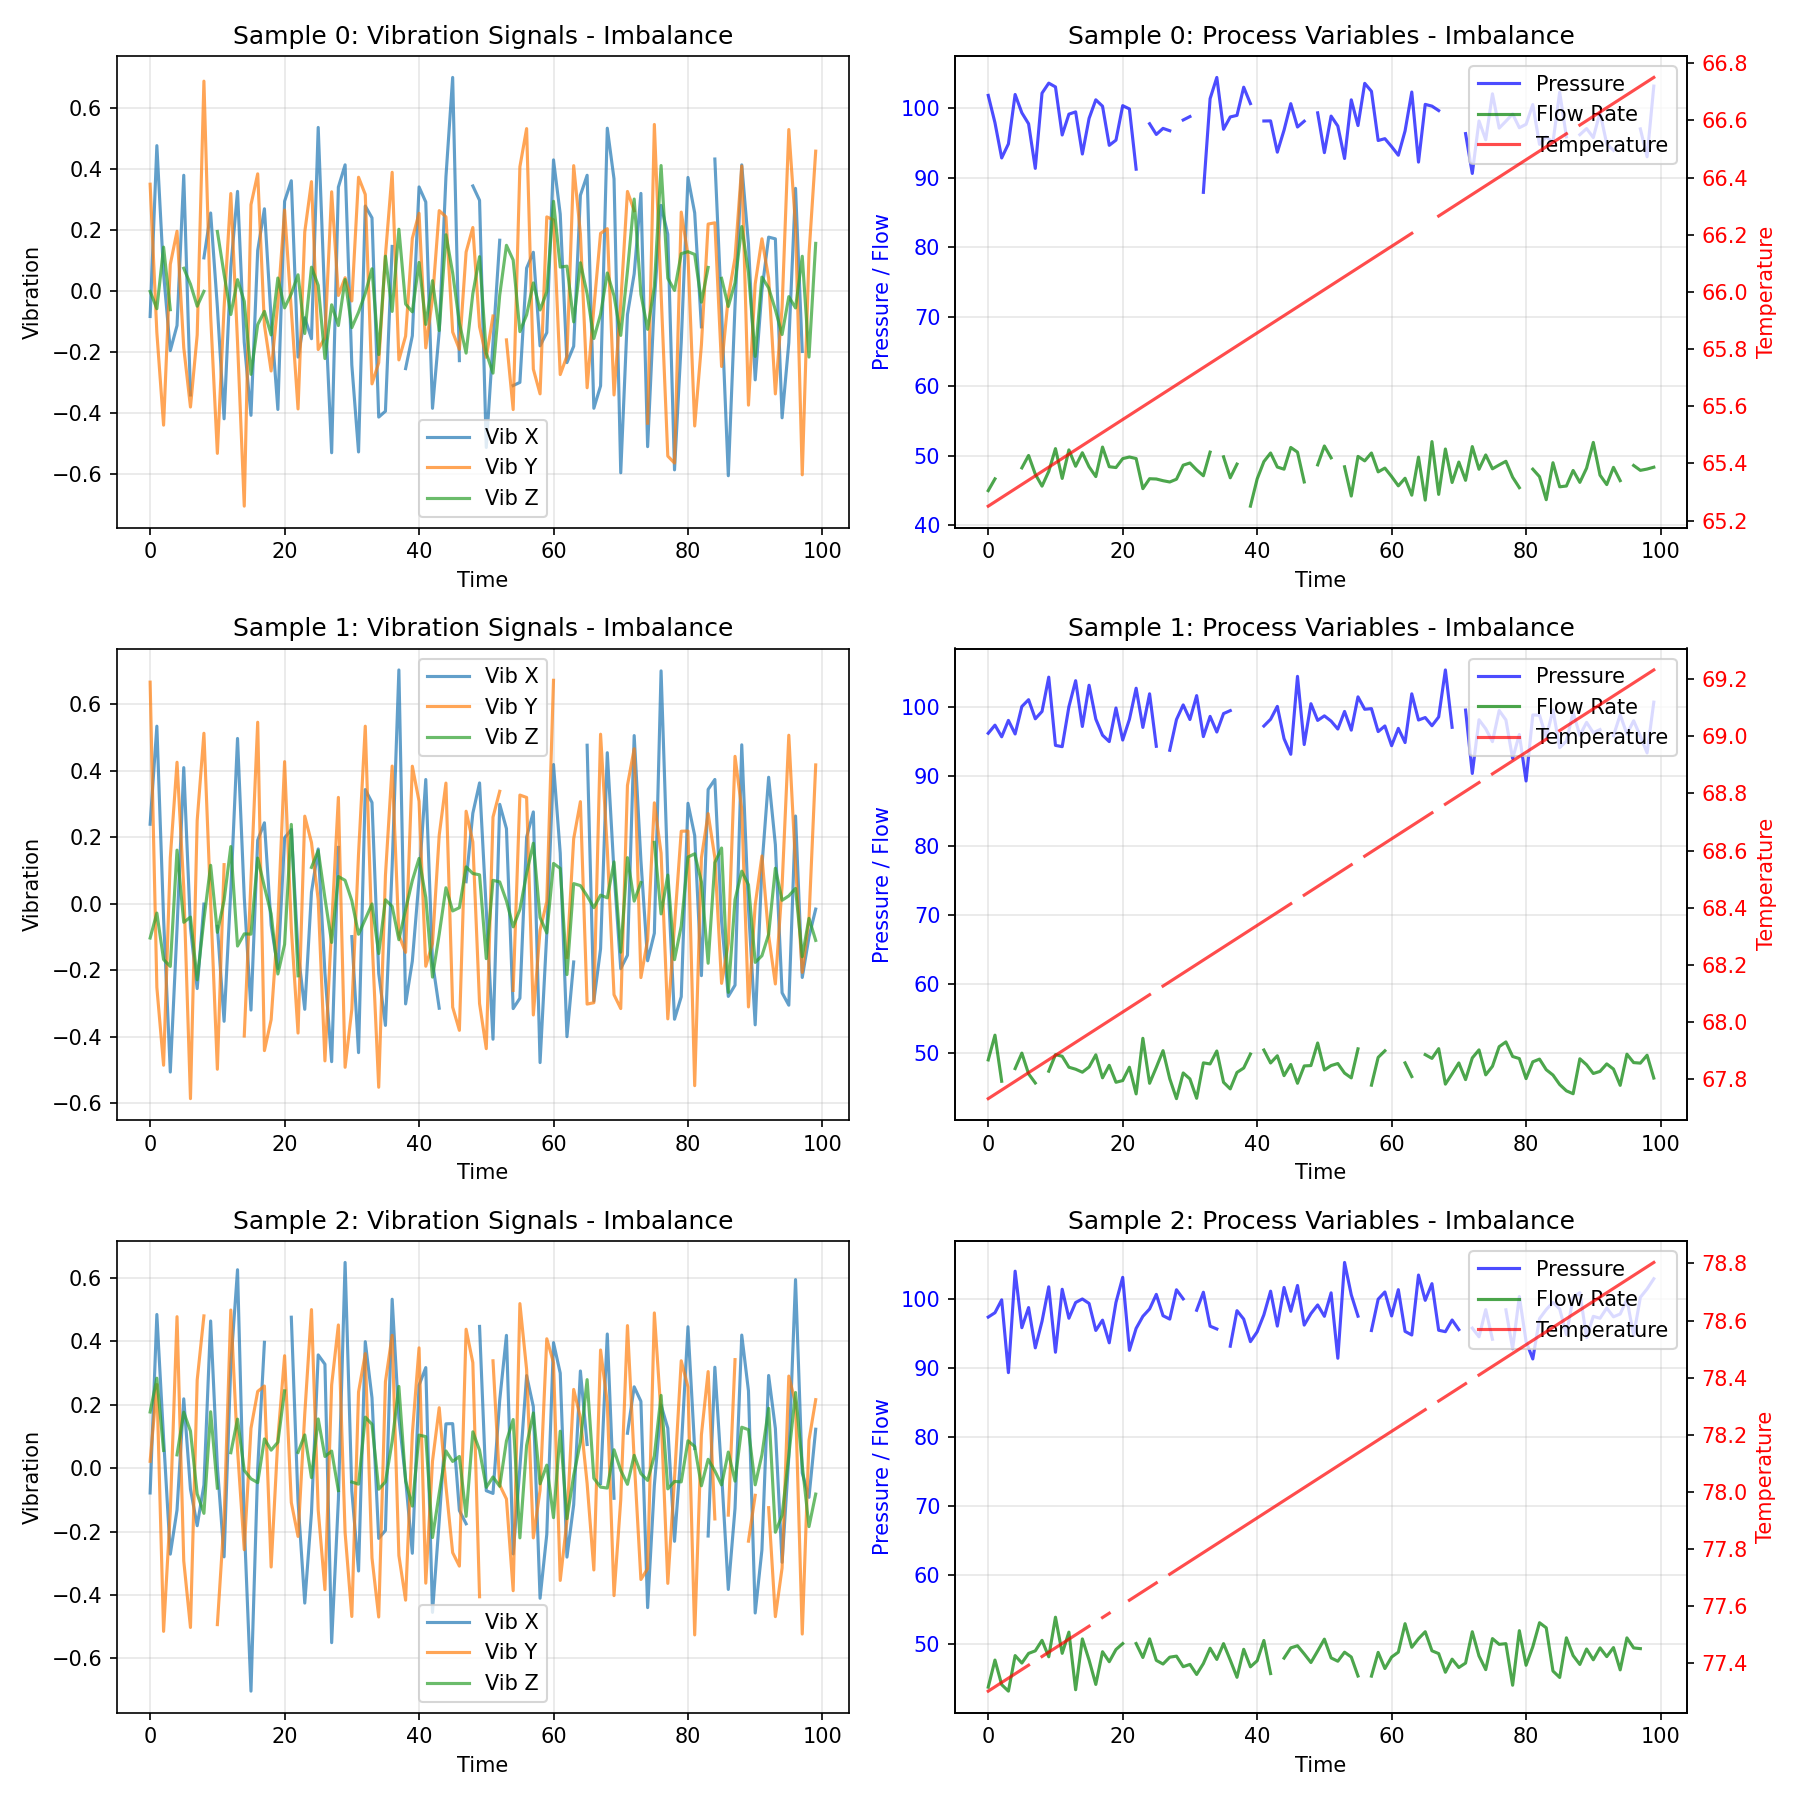 Sample 0: Vibration Signals - Imbalance
Vibration
0.6
0.4
0.2
0.0
−0.2
−0.4
−0.6
Vib X
Vib Y
Vib Z
0 20 40 60 80 100
Time
Sample 0: Process Variables - Imbalance
Pressure / Flow
100
90
80
70
60
50
40
Pressure
Flow Rate
Temperature
66.8
66.6
66.4
66.2
66.0
65.8
65.6
65.4
65.2
Temperature
0 20 40 60 80 100
Time
Sample 1: Vibration Signals - Imbalance
Vibration
0.6
0.4
0.2
0.0
−0.2
−0.4
−0.6
Vib X
Vib Y
Vib Z
0 20 40 60 80 100
Time
Sample 1: Process Variables - Imbalance
Pressure / Flow
100
90
80
70
60
50
Pressure
Flow Rate
Temperature
69.2
69.0
68.8
68.6
68.4
68.2
68.0
67.8
Temperature
0 20 40 60 80 100
Time
Sample 2: Vibration Signals - Imbalance
Vibration
0.6
0.4
0.2
0.0
−0.2
−0.4
−0.6
Vib X
Vib Y
Vib Z
0 20 40 60 80 100
Time
Sample 2: Process Variables - Imbalance
Pressure / Flow
100
90
80
70
60
50
Pressure
Flow Rate
Temperature
78.8
78.6
78.4
78.2
78.0
77.8
77.6
77.4
Temperature
0 20 40 60 80 100
Time